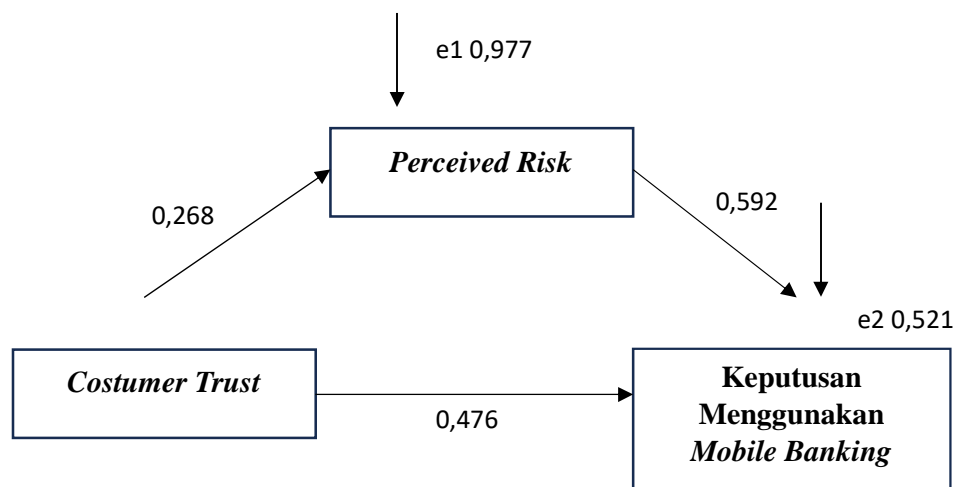 e1 0,977
Perceived Risk
0,268
0,592
e2 0,521
Costumer Trust
0,476
Keputusan
Menggunakan
Mobile Banking